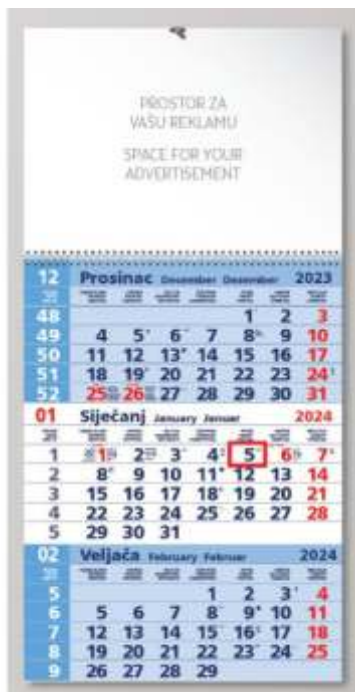 PROSTOR ZA
VAŠU REKLAMU
SPACE FOR YOUR
ADVERTISEMENT
12 Prosinac December Dezember 2023
48 1 2 3
49 4 5 6 7 8 9 10
50 11 12 13 14 15 16 17
51 18 19 20 21 22 23 24
52 25 26 27 28 29 30 31
01 Siječanj January Januar 2024
1 1 2 3 4 5 6 7
2 8 9 10 11 12 13 14
3 15 16 17 18 19 20 21
4 22 23 24 25 26 27 28
5 29 30 31
02 Veljača February Februar 2024
5 1 2 3 4
6 5 6 7 8 9 10 11
7 12 13 14 15 16 17 18
8 19 20 21 22 23 24 25
9 26 27 28 29